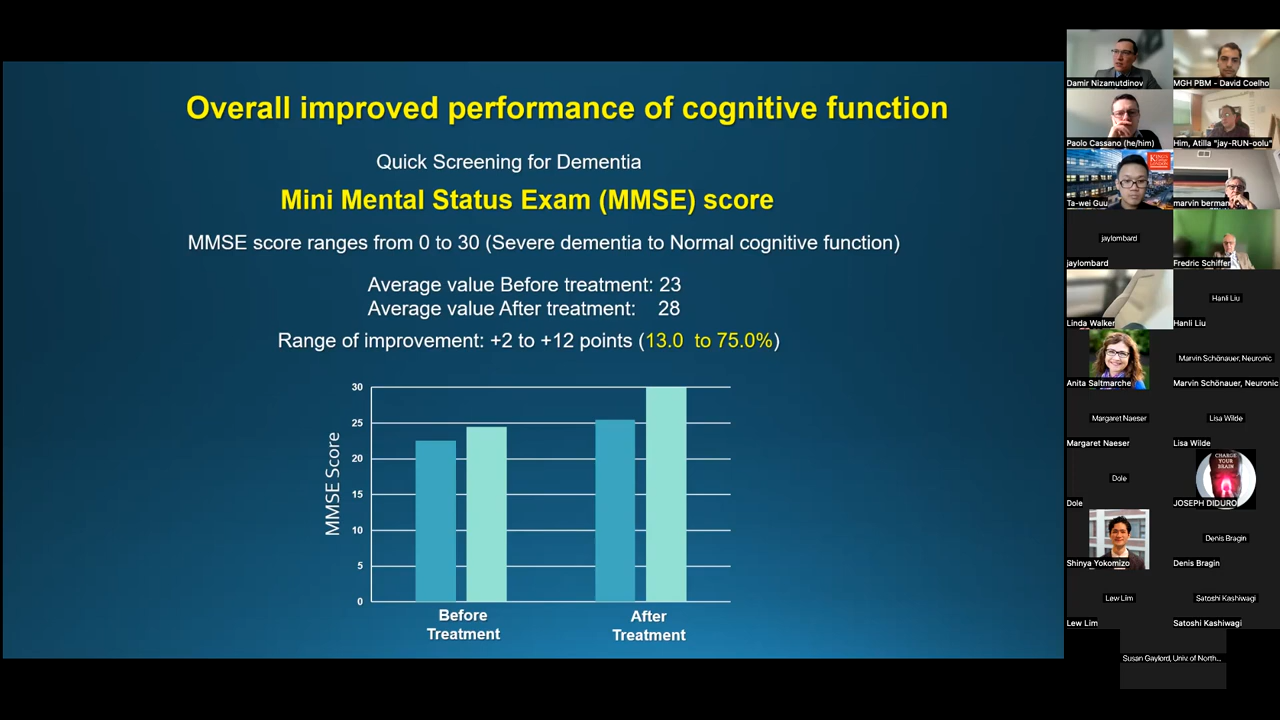 Overall improved performance of cognitive function
Quick Screening for Dementia
Mini Mental Status Exam (MMSE) score
MMSE score ranges from 0 to 30 (Severe dementia to Normal cognitive function)
Average value Before treatment: 23
Average value After treatment: 28
Range of improvement: +2 to +12 points (13.0 to 75.0%)
MMSE Score
30
25
20
15
10
5
0
Before
Treatment
After
Treatment
Damir Nizamutdinov
MGH PBM - David Coelho
Paolo Cassano (he/him)
Him, Atilla "jay-RUN-oolu"
KING'S
LONDON
Ta-wei Guu
marvin berman
jaylombard
jaylombard
Fredric Schiffer
Linda Walker
Hanli Liu
Hanli Liu
Anita Saltmarche
Marvin Schönauer, Neuronic
Marvin Schönauer, Neuronic
Margaret Naeser
Margaret Naeser
Lisa Wilde
Lisa Wilde
Dole
Dole
CHARGE
YOUR
BRAIN
JOSEPH DIDURO
Shinya Yokomizo
Denis Bragin
Denis Bragin
Lew Lim
Lew Lim
Satoshi Kashiwagi
Satoshi Kashiwagi
Susan Gaylord, Univ of North...